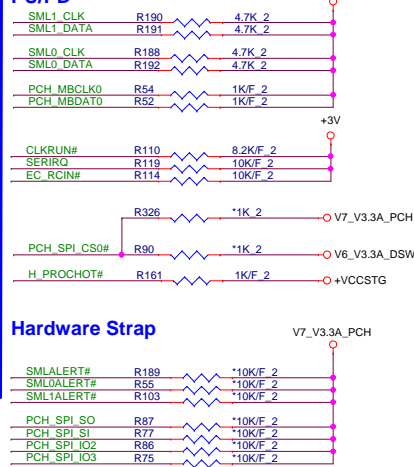 PU/PD
SML1_CLK R190 4.7K_2
SML1_DATA R191 4.7K_2
SML0_CLK R188 4.7K_2
SML0_DATA R192 4.7K_2
PCH_MBCLK0 R54 1K/F_2
PCH_MBDAT0 R52 1K/F_2
+3V
CLKRUN# R110 8.2K/F_2
SERIRQ R119 10K/F_2
EC_RCIN# R114 10K/F_2
R326 *1K_2 V7_V3.3A_PCH
PCH_SPI_CS0# R90 *1K_2 V6_V3.3A_DSW
H_PROCHOT# R161 1K/F_2 +VCCSTG
Hardware Strap
V7_V3.3A_PCH
SMLALERT# R189 *10K/F_2
SML0ALERT# R55 *10K/F_2
SML1ALERT# R103 *10K/F_2
PCH_SPI_SO R87 *10K/F_2
PCH_SPI_SI R77 *10K/F_2
PCH_SPI_IO2 R86 *10K/F_2
PCH_SPI_IO3 R75 *10K/F_2